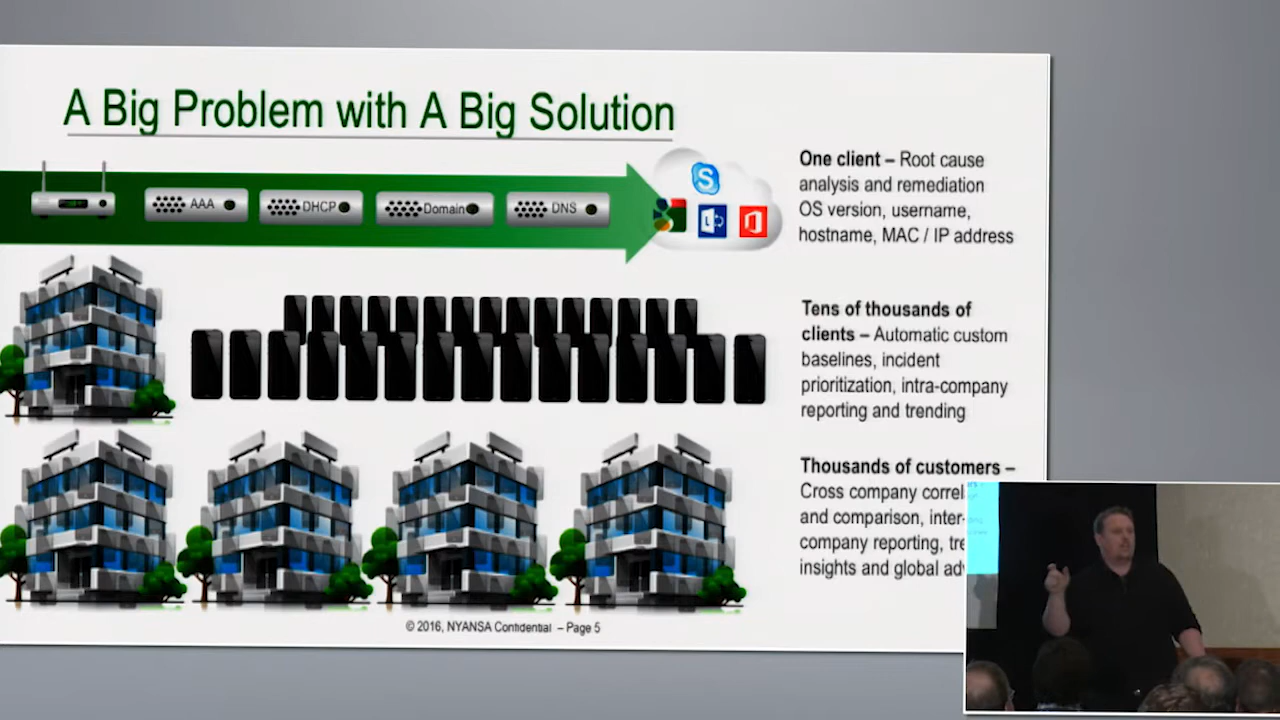 A Big Problem with A Big Solution
AAA
DHCP
Domain
DNS
One client – Root cause
analysis and remediation
OS version, username,
hostname, MAC / IP address
Tens of thousands of
clients – Automatic custom
baselines, incident
prioritization, intra-company
reporting and trending
Thousands of customers –
Cross company
and comparison, inter-
company reporting,
insights and global
© 2016, NYANSA Confidential – Page 5